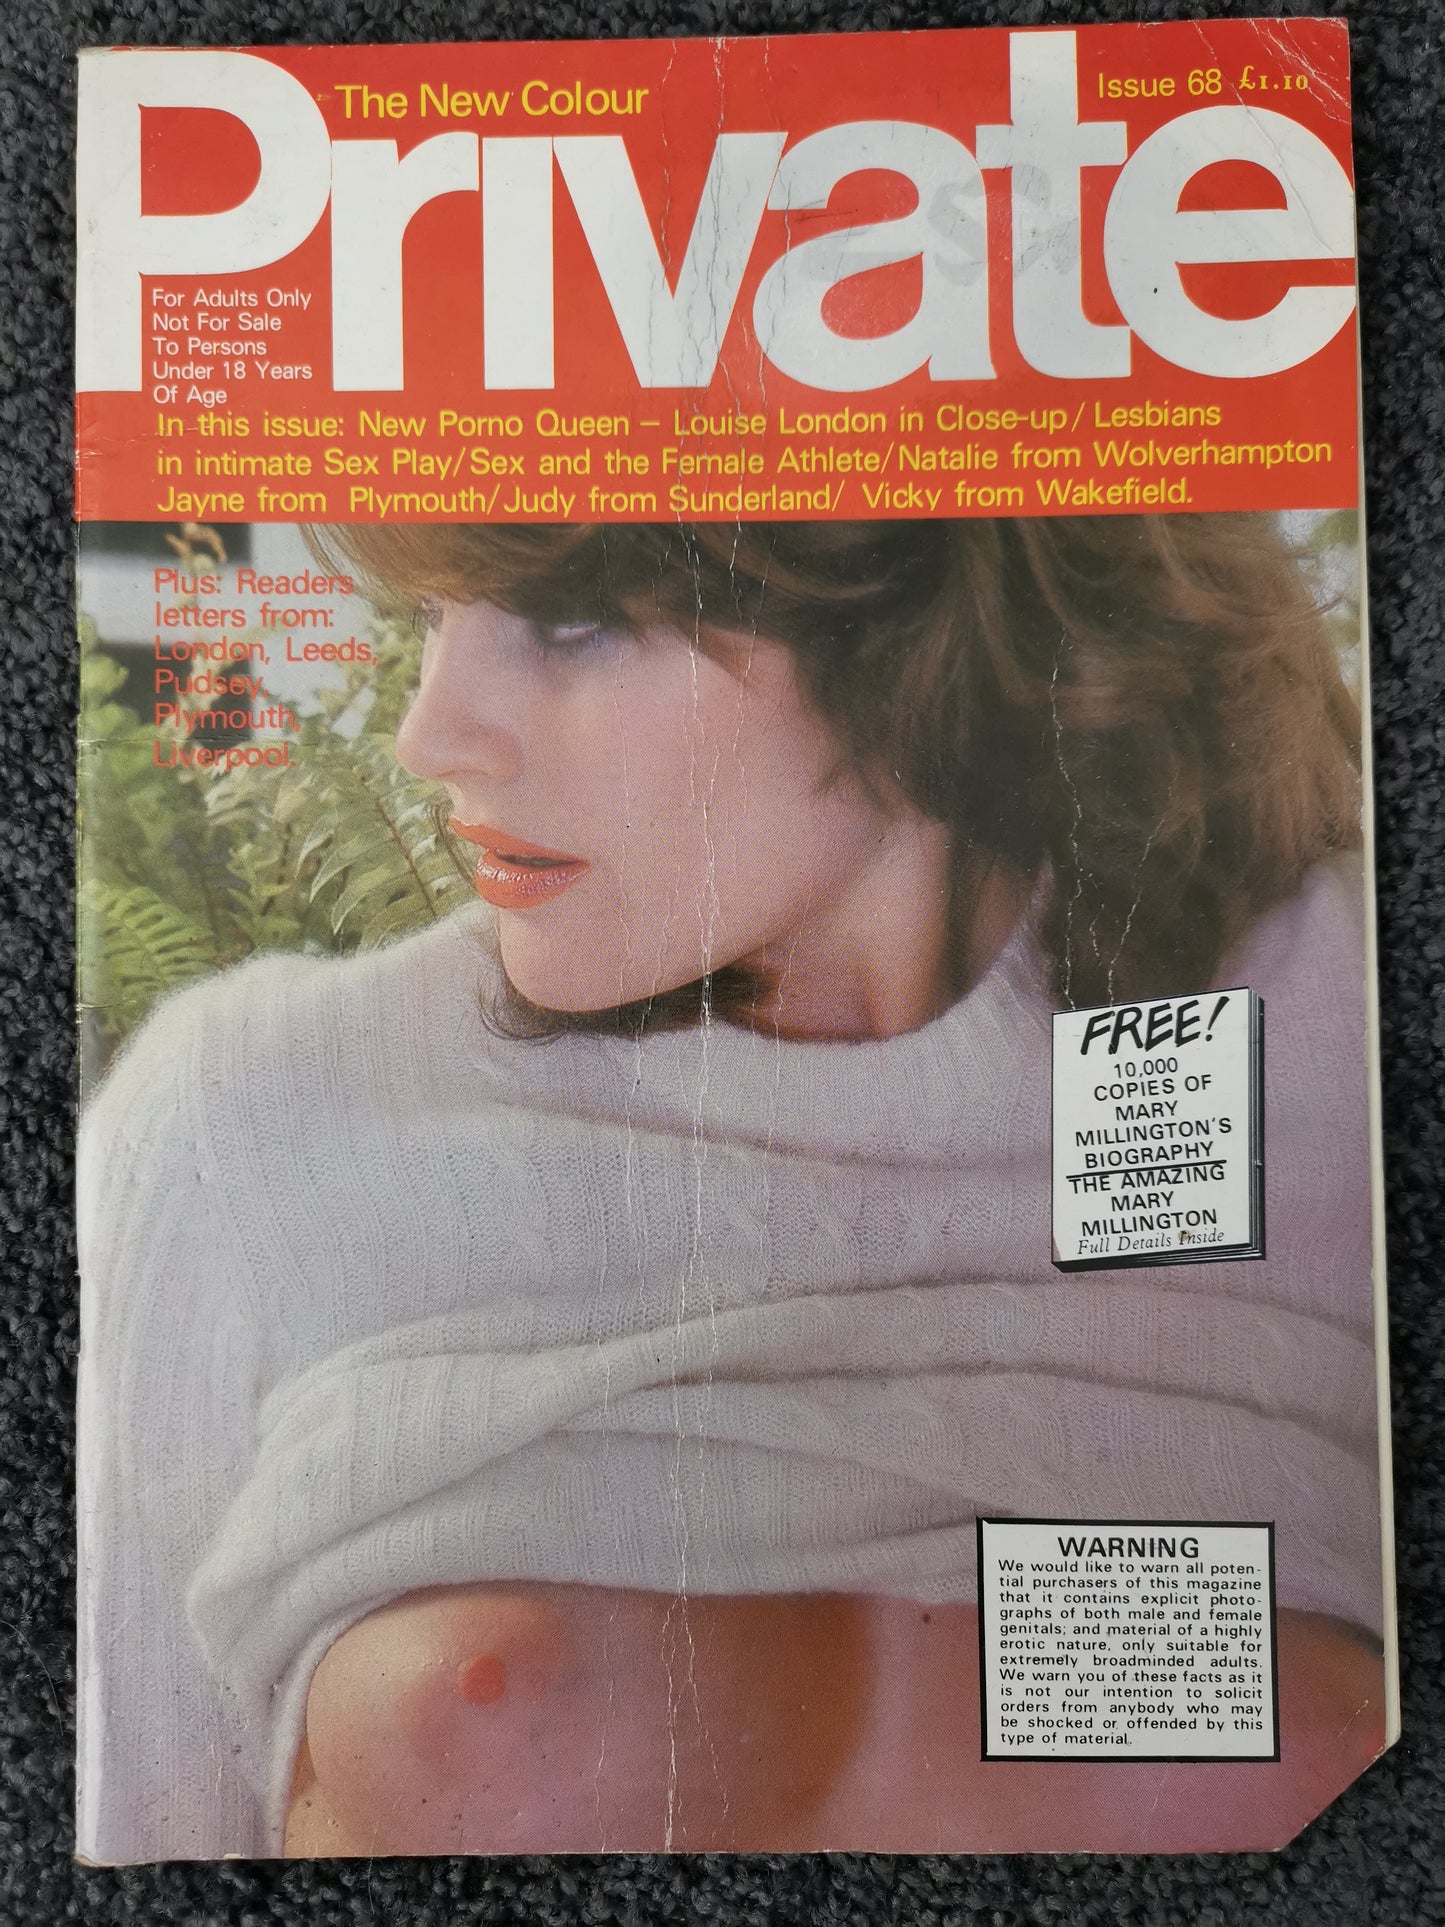 The New Colour
Issue 68 £1.10
Private
For Adults Only
Not For Sale
To Persons
Under 18 Years
Of Age
In this issue: New Porno Queen – Louise London in Close-up/Lesbians
in intimate Sex Play/Sex and the Female Athlete/Natalie from Wolverhampton
Jayne from Plymouth/Judy from Sunderland/ Vicky from Wakefield.
Plus: Readers
letters from:
London, Leeds,
Pudsey,
Plymouth,
Liverpool.
FREE!
10,000
COPIES OF
MARY
MILLINGTON'S
BIOGRAPHY
THE AMAZING
MARY
MILLINGTON
Full Details Inside
WARNING
We would like to warn all poten-
tial purchasers of this magazine
that it contains explicit photo-
graphs of both male and female
genitals; and material of a highly
erotic nature, only suitable for
extremely broadminded adults.
We warn you of these facts as it
is not our intention to solicit
orders from anybody who may
be shocked or offended by this
type of material.